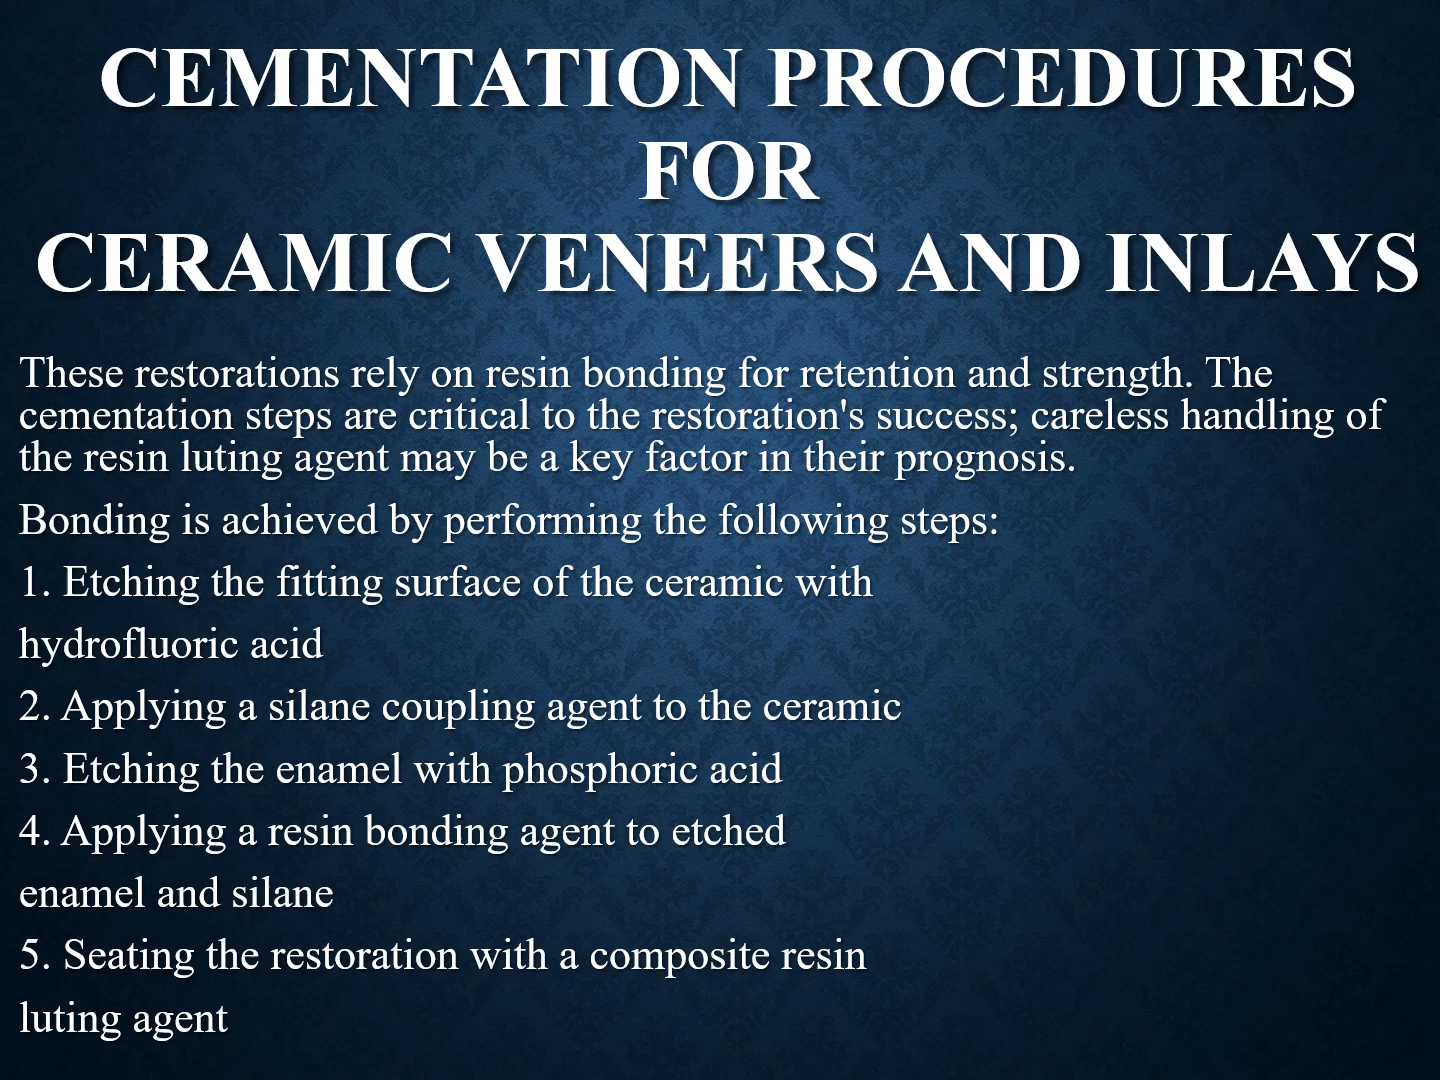 CEMENTATION PROCEDURES
FOR
CERAMIC VENEERS AND INLAYS
These restorations rely on resin bonding for retention and strength. The
cementation steps are critical to the restoration's success; careless handling of
the resin luting agent may be a key factor in their prognosis.
Bonding is achieved by performing the following steps:
1. Etching the fitting surface of the ceramic with
hydrofluoric acid
2. Applying a silane coupling agent to the ceramic
3. Etching the enamel with phosphoric acid
4. Applying a resin bonding agent to etched
enamel and silane
5. Seating the restoration with a composite resin
luting agent